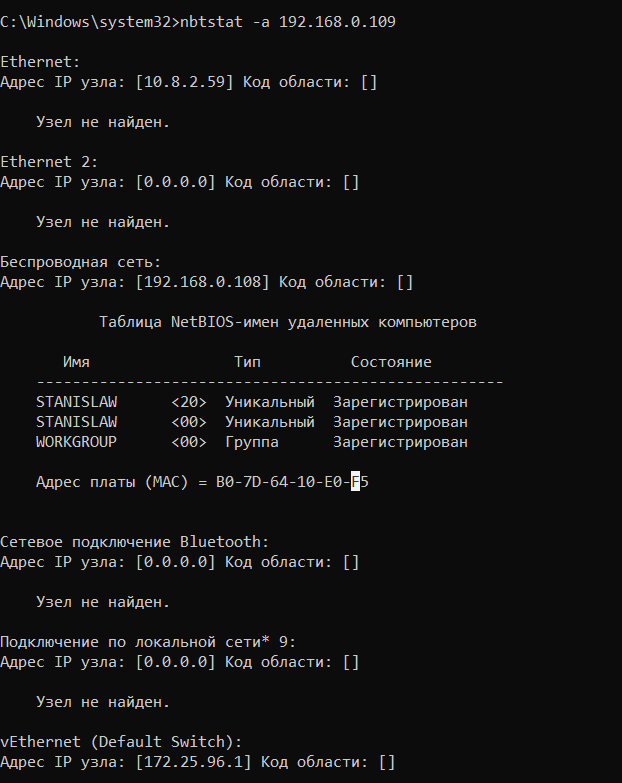 C:\Windows\system32>nbtstat -a 192.168.0.109
Ethernet:
Адрес IP узла: [10.8.2.59] Код области: []
Узел не найден.
Ethernet 2:
Адрес IP узла: [0.0.0.0] Код области: []
Узел не найден.
Беспроводная сеть:
Адрес IP узла: [192.168.0.108] Код области: []
Таблица NetBIOS-имен удаленных компьютеров
Имя Тип Состояние
----------------------------------------------------
STANISLAW <20> Уникальный Зарегистрирован
STANISLAW <00> Уникальный Зарегистрирован
WORKGROUP <00> Группа Зарегистрирован
Адрес платы (MAC) = B0-7D-64-10-E0-F5
Сетевое подключение Bluetooth:
Адрес IP узла: [0.0.0.0] Код области: []
Узел не найден.
Подключение по локальной сети* 9:
Адрес IP узла: [0.0.0.0] Код области: []
Узел не найден.
vEthernet (Default Switch):
Адрес IP узла: [172.25.96.1] Код области: []